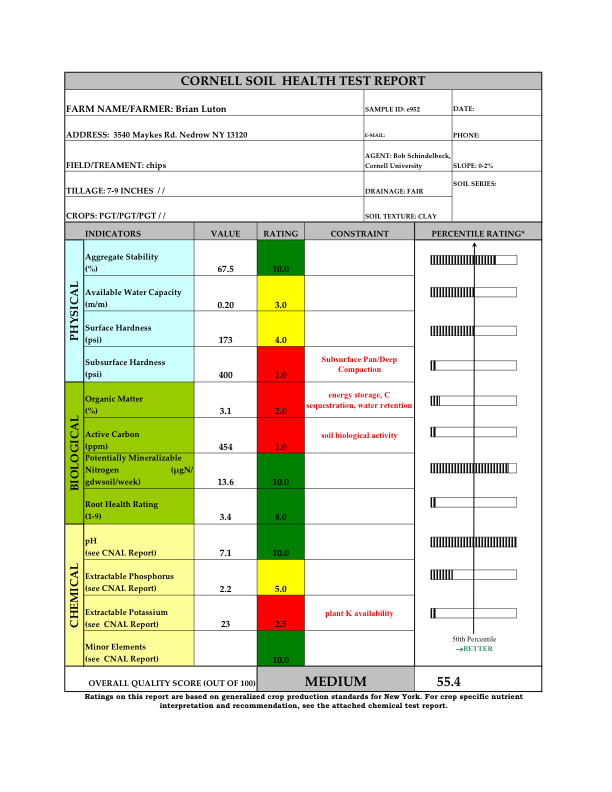 CORNELL SOIL HEALTH TEST REPORT
FARM NAME/FARMER: Brian Luton
SAMPLE ID: e952
DATE:
ADDRESS: 3540 Maykes Rd. Nedrow NY 13120
E-MAIL:
PHONE:
FIELD/TREAMENT: chips
AGENT: Bob Schindelbeck,
Cornell University
SLOPE: 0-2%
TILLAGE: 7-9 INCHES / /
DRAINAGE: FAIR
SOIL SERIES:
CROPS: PGT/PGT/PGT / /
SOIL TEXTURE: CLAY
INDICATORS VALUE RATING CONSTRAINT PERCENTILE RATING*
PHYSICAL
Aggregate Stability
(%) 67.5 10.0
Available Water Capacity
(m/m) 0.20 3.0
Surface Hardness
(psi) 173 4.0
Subsurface Hardness
(psi) 400 1.0
Subsurface Pan/Deep
Compaction
BIOLOGICAL
Organic Matter
(%) 3.1 2.0
energy storage, C
sequestration, water retention
Active Carbon
(ppm) 454 1.0
soil biological activity
Potentially Mineralizable
Nitrogen (µgN/
gdwsoil/week) 13.6 10.0
Root Health Rating
(1-9) 3.4 8.0
CHEMICAL
pH
(see CNAL Report) 7.1 10.0
Extractable Phosphorus
(see CNAL Report) 2.2 5.0
Extractable Potassium
(see CNAL Report) 23 2.5
plant K availability
Minor Elements
(see CNAL Report) 10.0
50th Percentile
→BETTER
OVERALL QUALITY SCORE (OUT OF 100) MEDIUM 55.4
Ratings on this report are based on generalized crop production standards for New York. For crop specific nutrient
interpretation and recommendation, see the attached chemical test report.